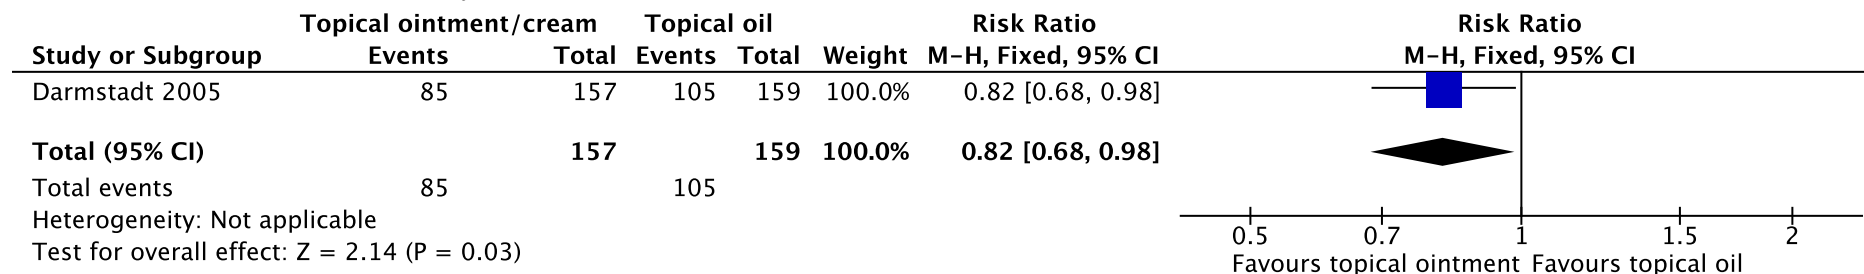 Topical ointment/cream Topical oil Risk Ratio Risk Ratio
Study or Subgroup Events Total Events Total Weight M-H, Fixed, 95% CI M-H, Fixed, 95% CI
Darmstadt 2005 85 157 105 159 100.0% 0.82 [0.68, 0.98]
Total (95% CI) 157 159 100.0% 0.82 [0.68, 0.98]
Total events 85 105
Heterogeneity: Not applicable
Test for overall effect: Z = 2.14 (P = 0.03)
0.5 0.7 1 1.5 2
Favours topical ointment Favours topical oil